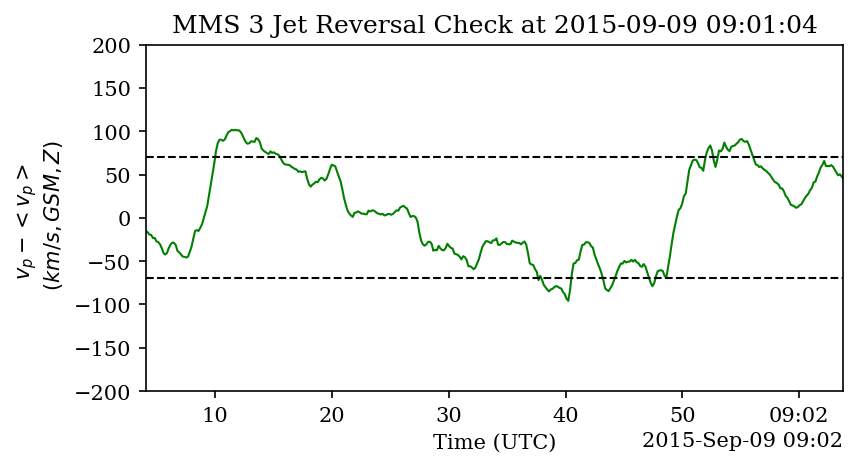 MMS 3 Jet Reversal Check at 2015-09-09 09:01:04
200
150
100
50
0
−50
−100
−150
−200
v_p − < v_p >
(km/s, GSM, Z)
10 20 30 40 50 09:02
Time (UTC)
2015-Sep-09 09:02